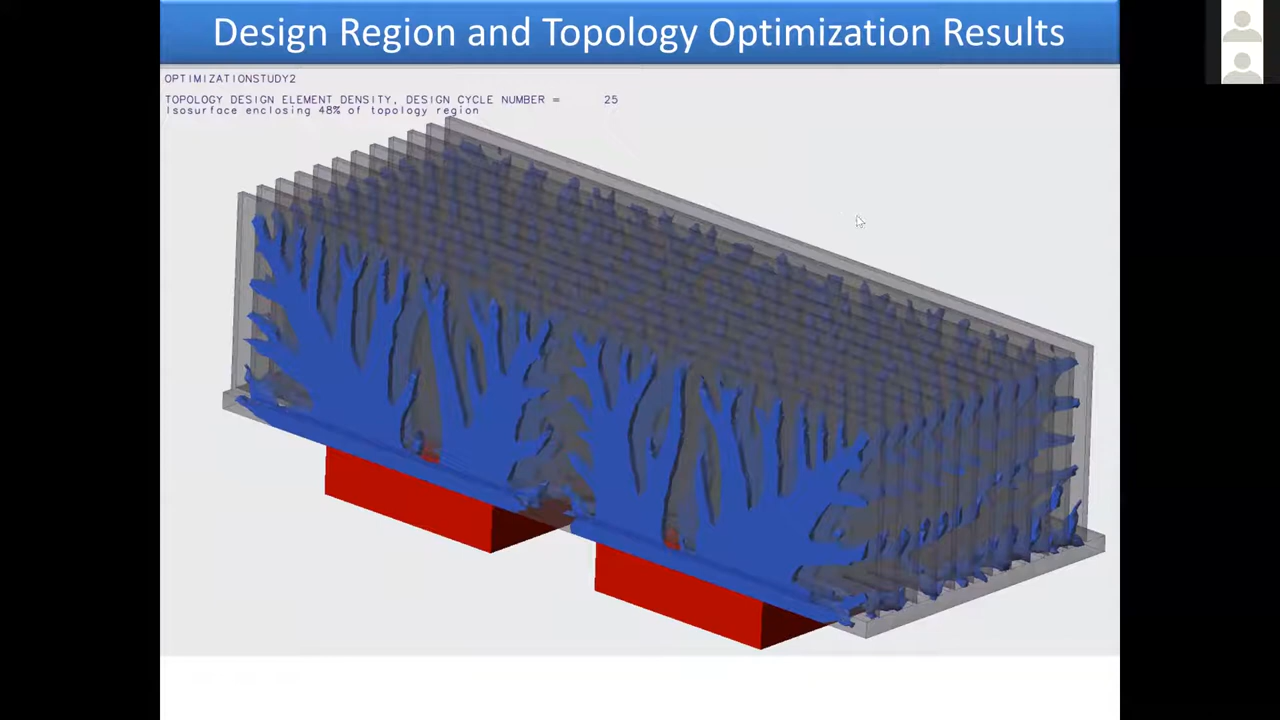 Design Region and Topology Optimization Results
OPTIMIZATIONSTUDY2
TOPOLOGY DESIGN ELEMENT DENSITY, DESIGN CYCLE NUMBER = 25
Isosurface enclosing 48% of topology region